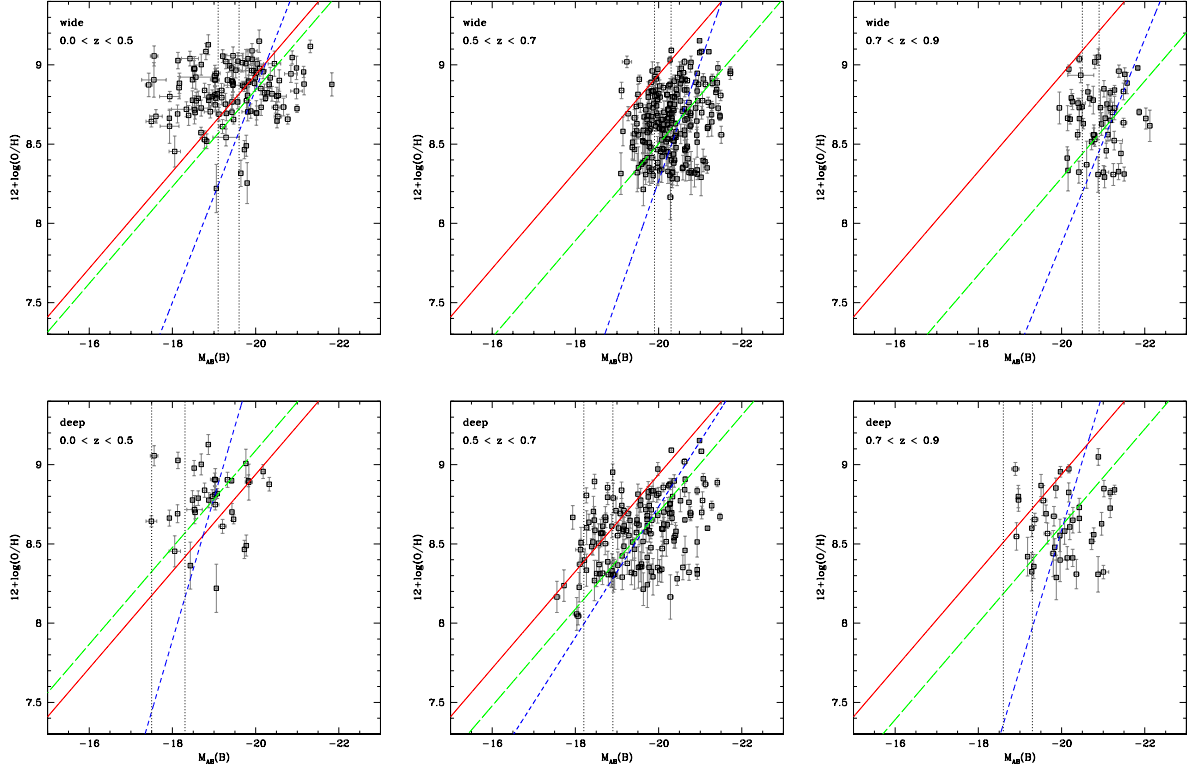 wide
0.0 < z < 0.5
9
8.5
8
7.5
12+log(O/H)
−16
−18
−20
−22
M_AB(B)
wide
0.5 < z < 0.7
9
8.5
8
7.5
12+log(O/H)
−16
−18
−20
−22
M_AB(B)
wide
0.7 < z < 0.9
9
8.5
8
7.5
12+log(O/H)
−16
−18
−20
−22
M_AB(B)
deep
0.0 < z < 0.5
9
8.5
8
7.5
12+log(O/H)
−16
−18
−20
−22
M_AB(B)
deep
0.5 < z < 0.7
9
8.5
8
7.5
12+log(O/H)
−16
−18
−20
−22
M_AB(B)
deep
0.7 < z < 0.9
9
8.5
8
7.5
12+log(O/H)
−16
−18
−20
−22
M_AB(B)